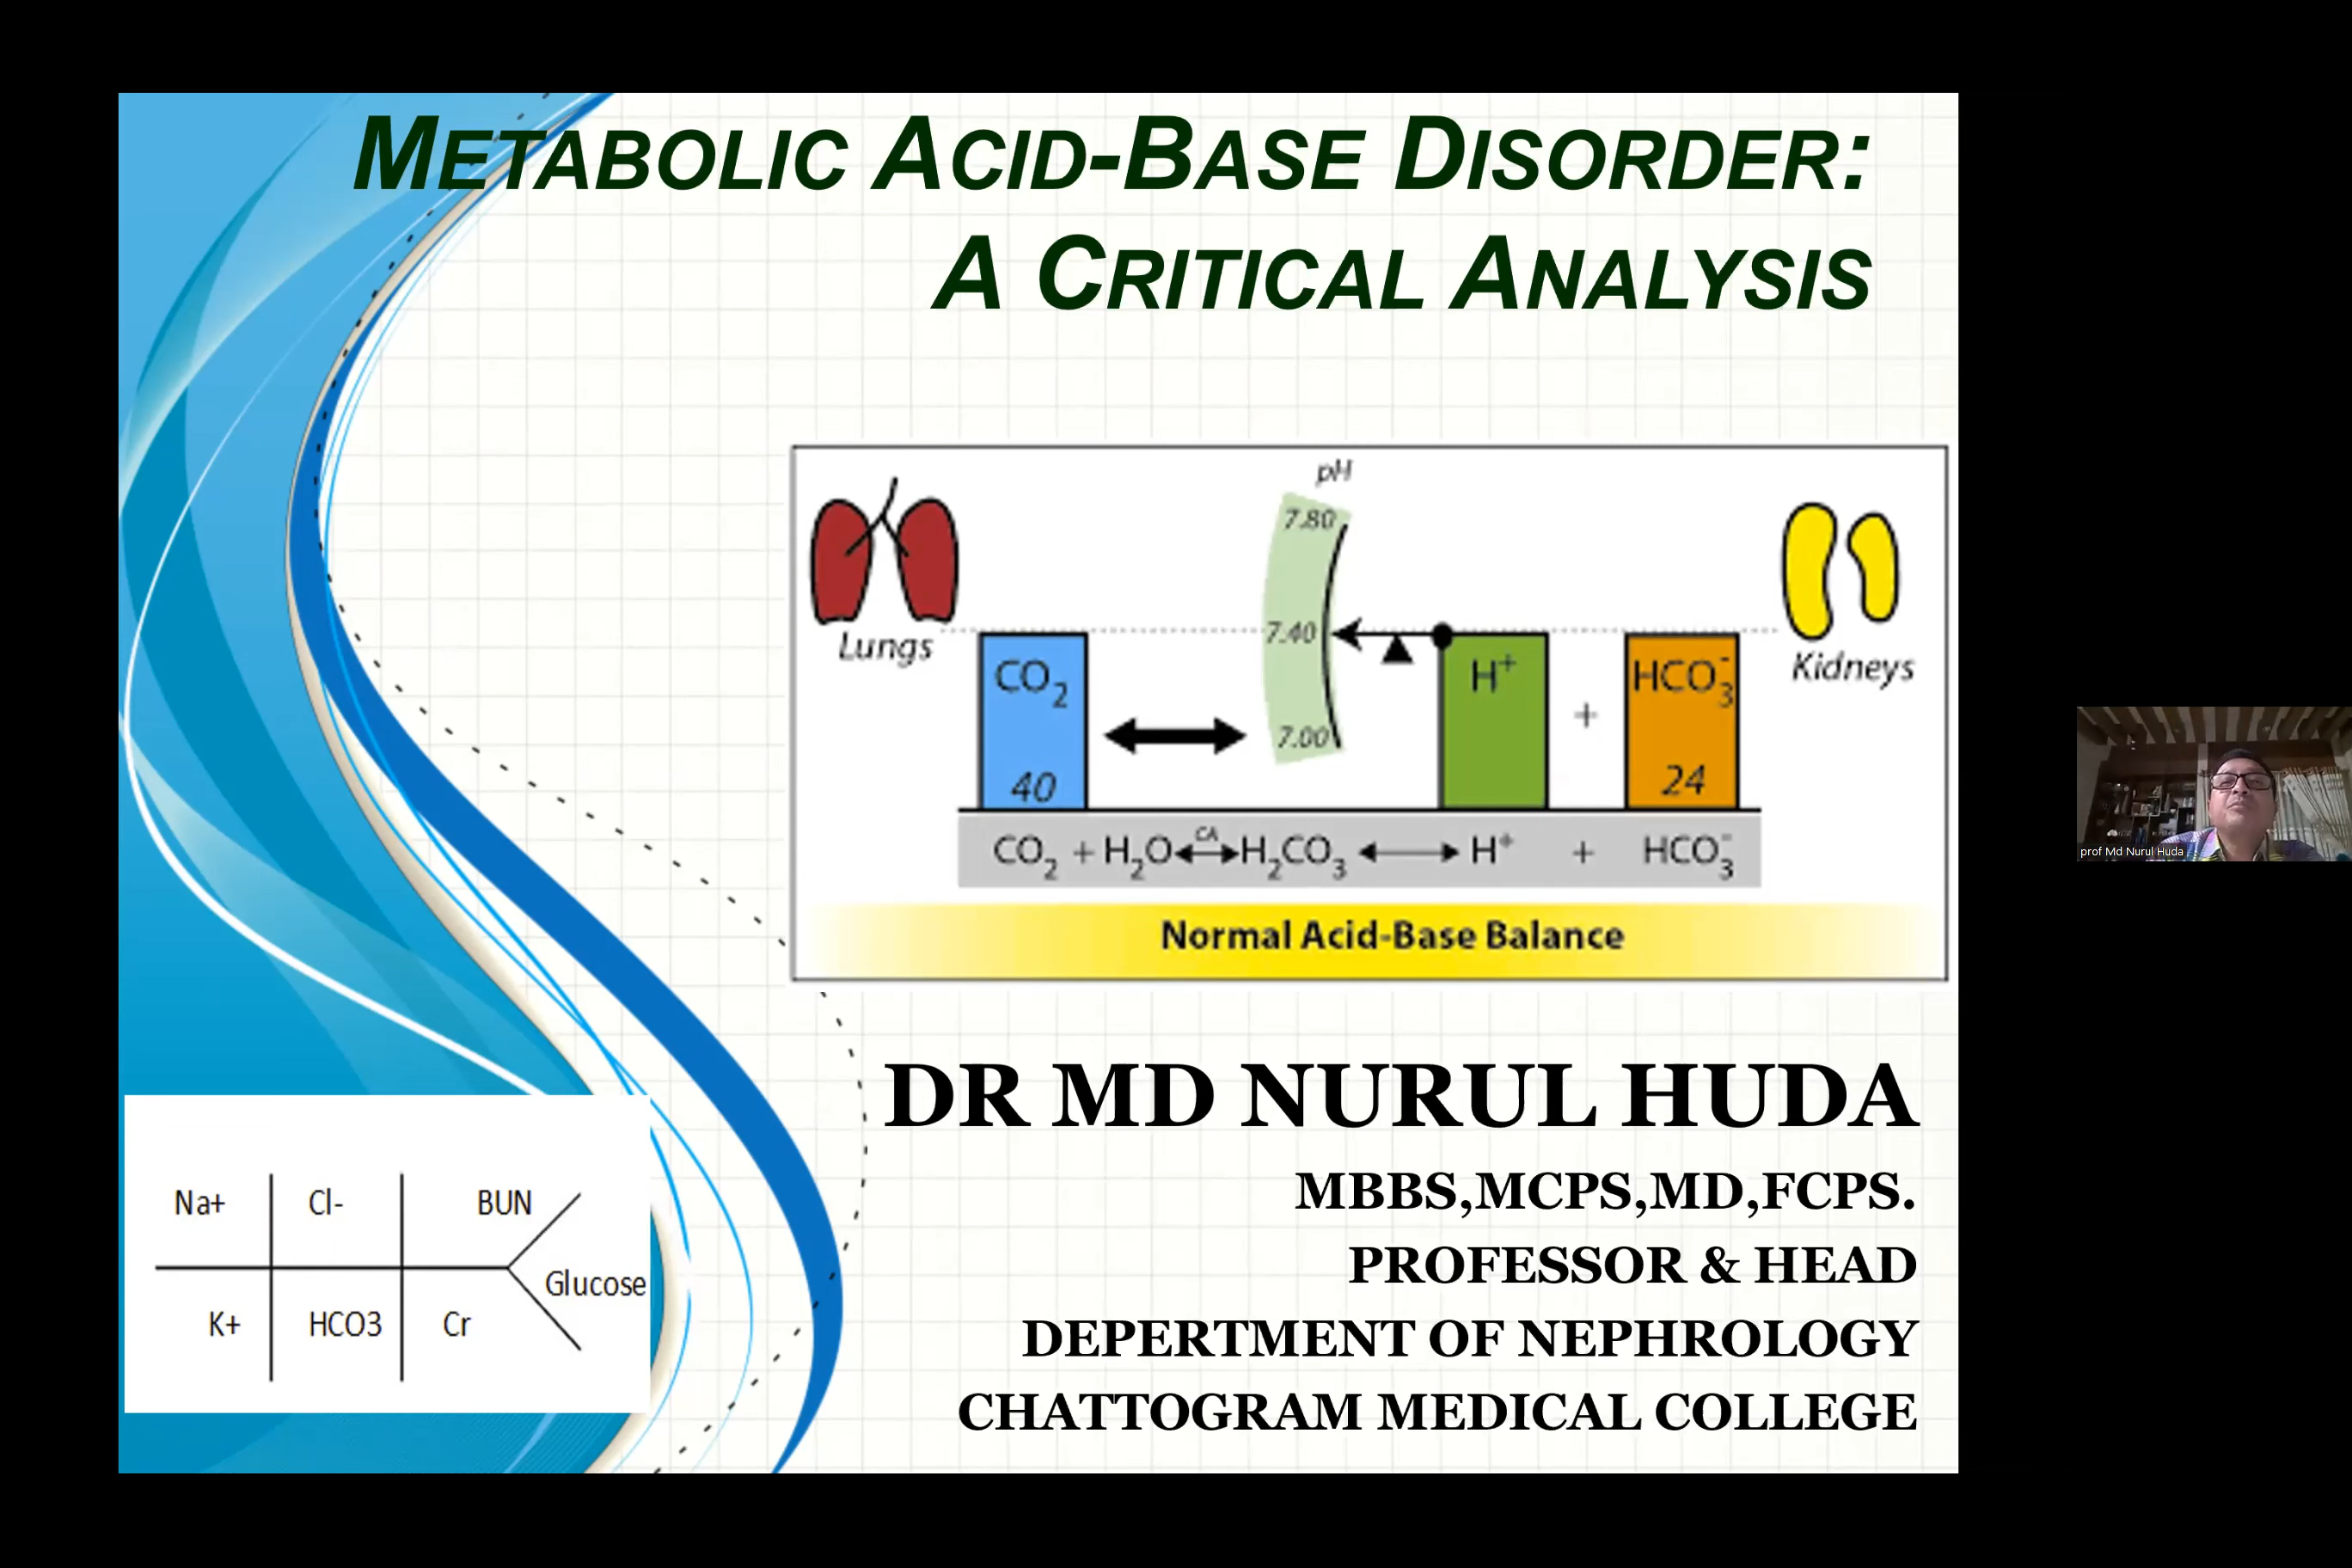 METABOLIC ACID-BASE DISORDER:
A CRITICAL ANALYSIS
pH
7.80
7.40
7.00
Lungs
Kidneys
CO₂
40
H⁺
+
HCO₃⁻
24
CO₂ + H₂O CA H₂CO₃ H⁺ + HCO₃⁻
Normal Acid-Base Balance
DR MD NURUL HUDA
MBBS,MCPS,MD,FCPS.
PROFESSOR & HEAD
DEPERTMENT OF NEPHROLOGY
CHATTOGRAM MEDICAL COLLEGE
Na+ Cl- BUN
Glucose
K+ HCO3 Cr
prof Md Nurul Huda